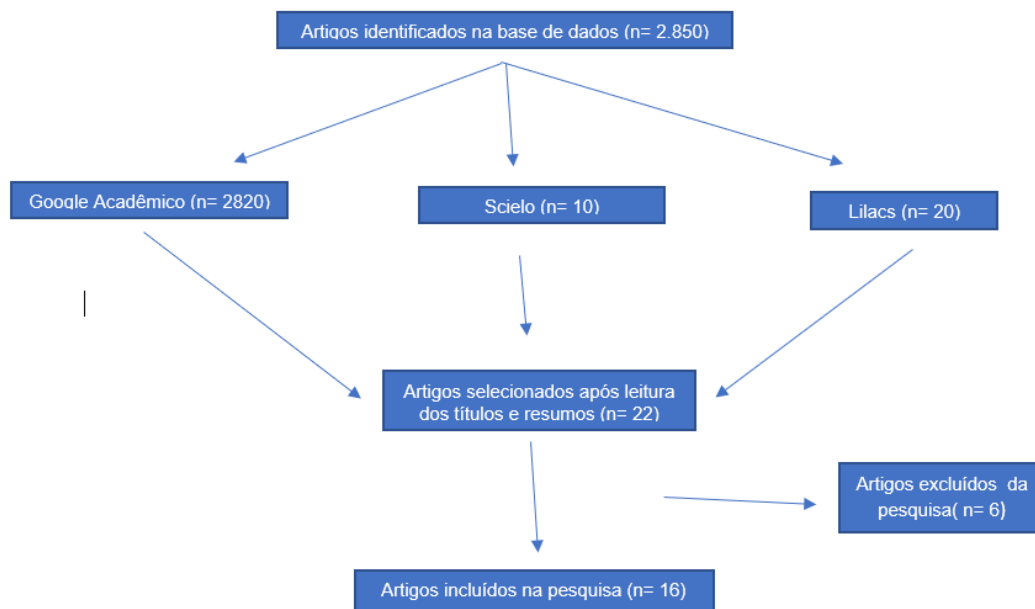 Artigos identificados na base de dados (n= 2.850)
Google Acadêmico (n= 2820)
Scielo (n= 10)
Lilacs (n= 20)
Artigos selecionados após leitura
dos títulos e resumos (n= 22)
Artigos excluídos  da
pesquisa( n= 6)
Artigos incluídos na pesquisa (n= 16)